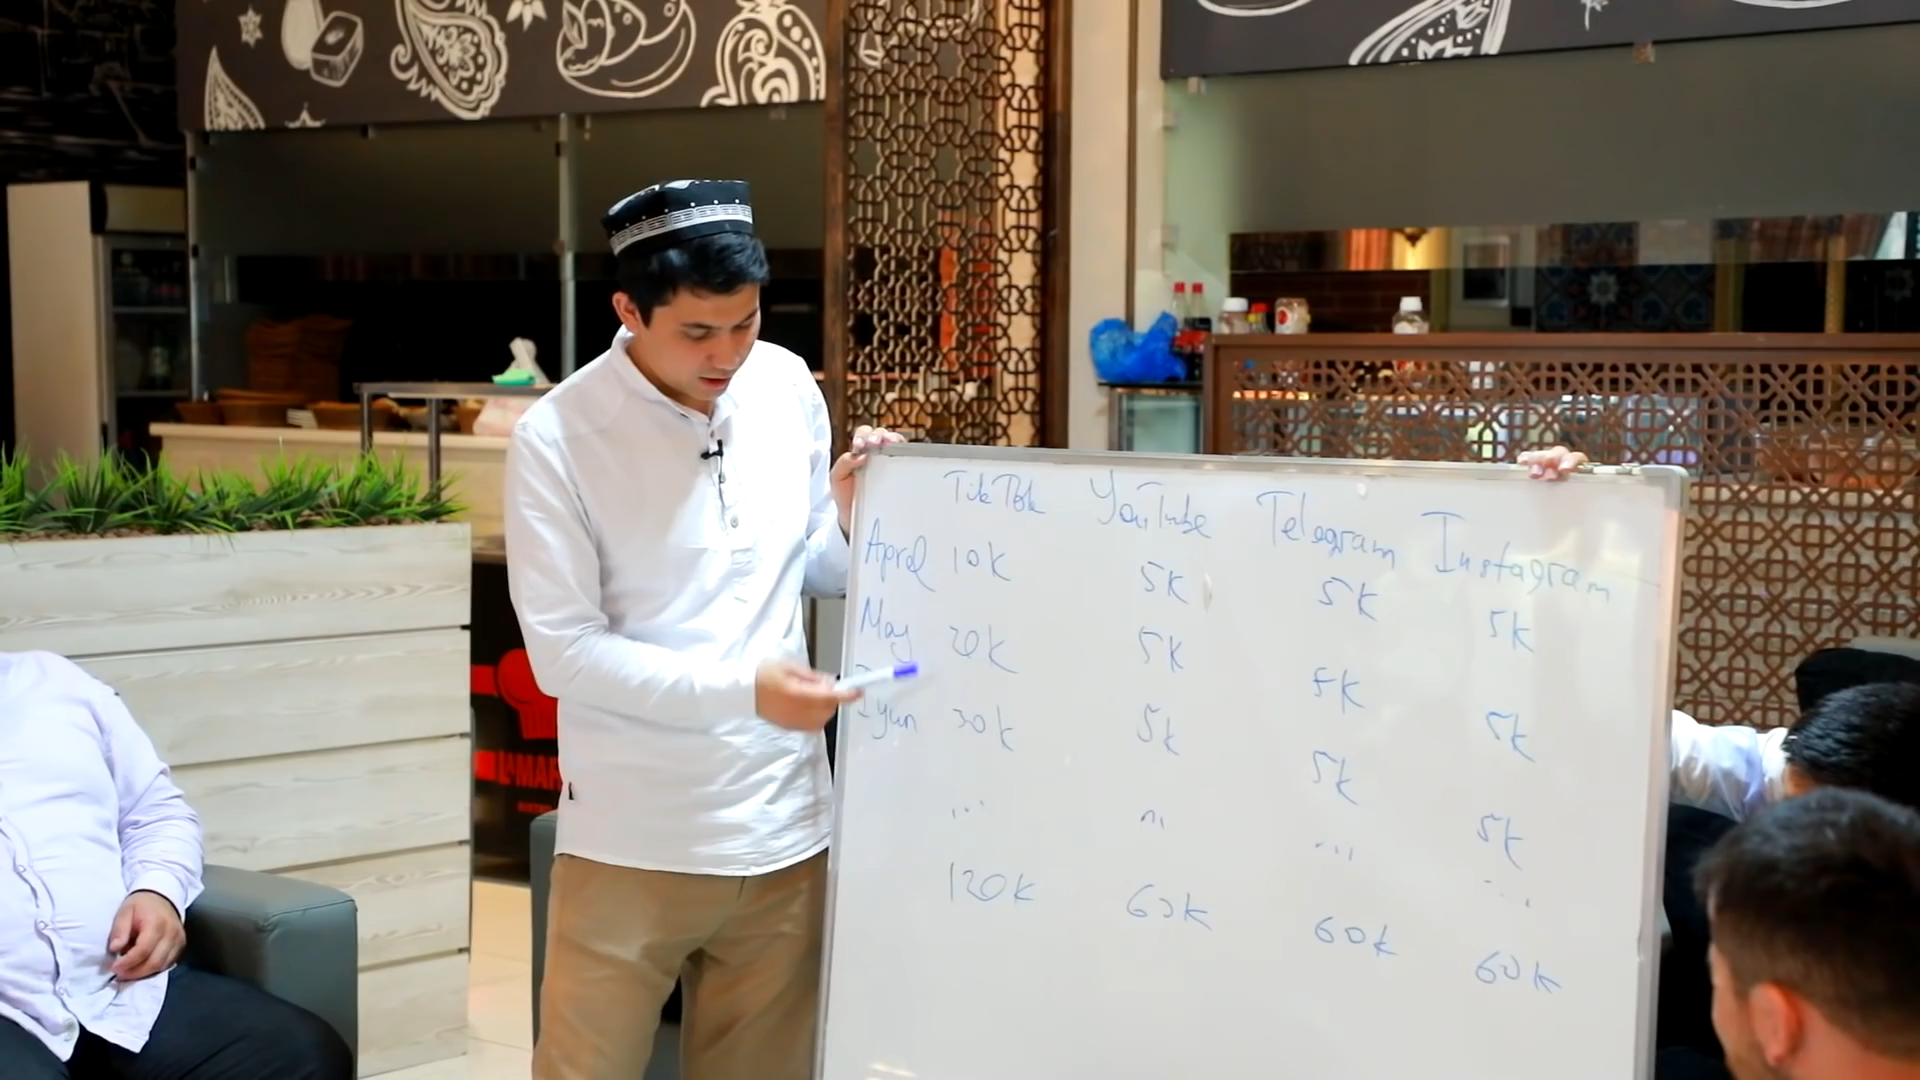 TikTok YouTube Telegram Instagram
Aprel 10K 5K 5K 5K
May 20K 5K 5K 5K
Iyun 30K 5K 5K 5K
... ... ... ...
120K 60K 60K 60K